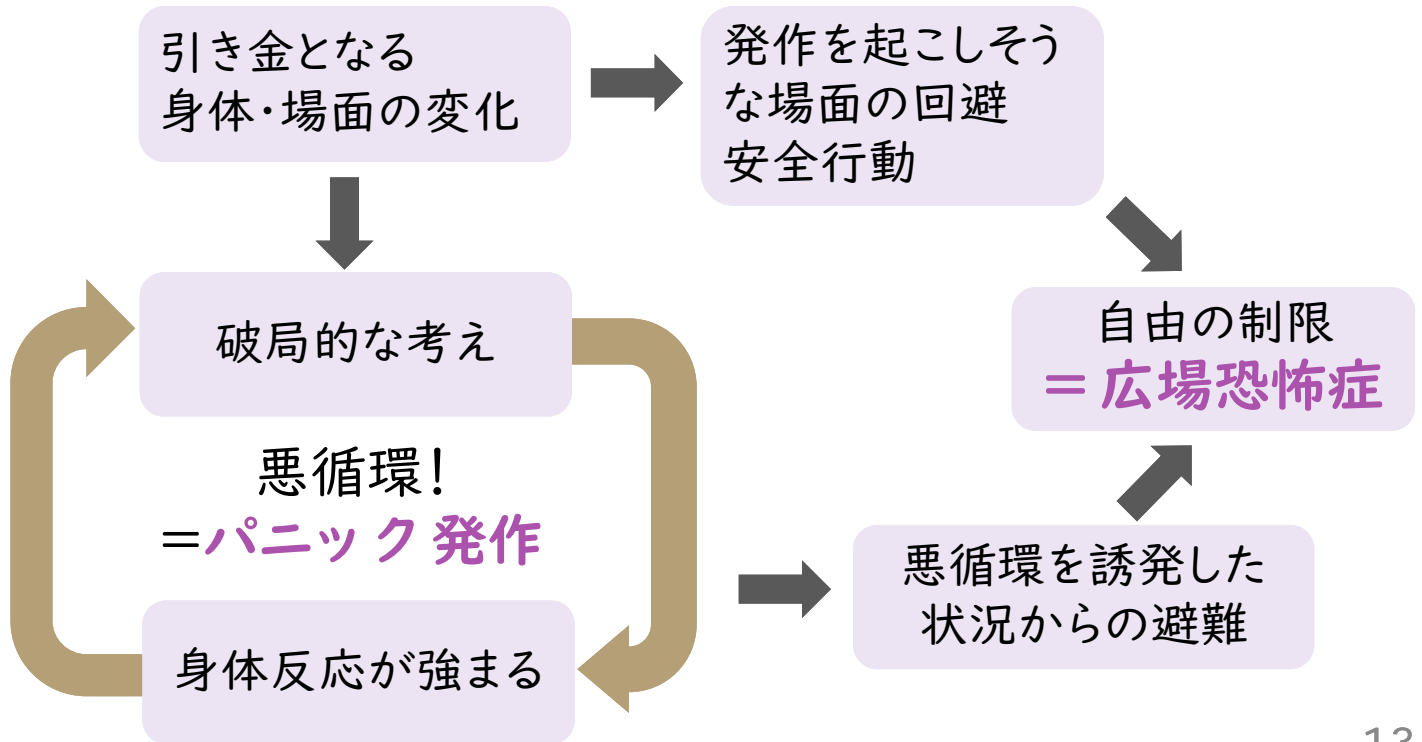 引き金となる
身体・場面の変化
発作を起こしそう
な場面の回避
安全行動
破局的な考え
自由の制限
＝広場恐怖症
悪循環！
＝パニック発作
悪循環を誘発した
状況からの避難
身体反応が強まる
13